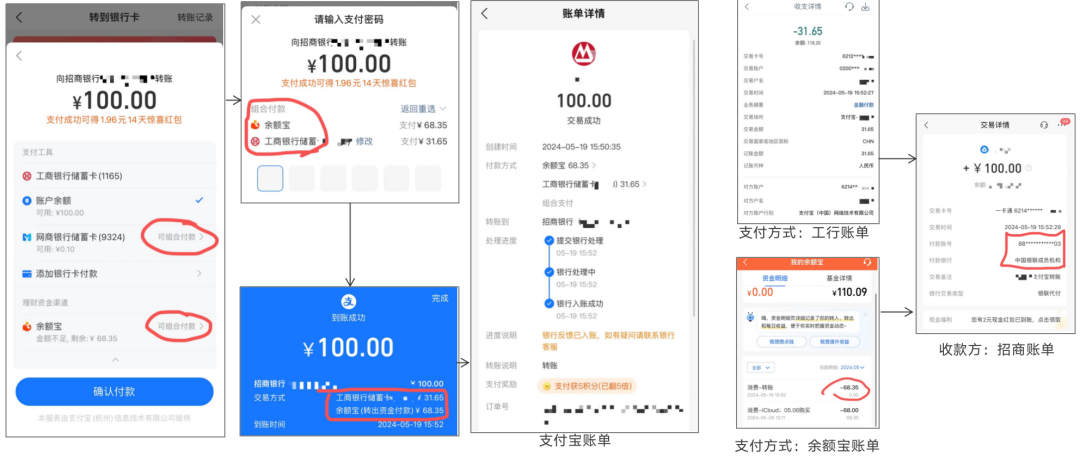 转到银行卡
转账记录
向招商银行
转账
¥100.00
支付成功可得1.96元14天惊喜红包
支付工具
工商银行储蓄卡(1165)
账户余额
可用: ¥100.00
网商银行储蓄卡(9324)
可用: ¥0.10
可组合付款
添加银行卡付款
理财资金渠道
余额宝
金额不足, 剩余: ¥ 68.35
可组合付款
确认付款
本服务由支付宝(杭州)信息技术有限公司提供
请输入支付密码
向招商银行
转账
¥100.00
支付成功可得1.96元14天惊喜红包
组合付款
返回重选
余额宝
支付¥ 68.35
工商银行储蓄
修改
支付¥ 31.65
完成
支
到账成功
¥100.00
招商银行
¥ 100.00
交易方式
工商银行储蓄卡
¥ 31.65
余额宝(转出资金付款) ¥ 68.35
到账时间
2024-05-19 15:52
账单详情
100.00
交易成功
创建时间
2024-05-19 15:50:35
付款方式
余额宝 68.35
工商银行储蓄卡
) 31.65
组合支付
转账到
招商银行
处理进度
提交银行处理
05-19 15:52
银行处理中
05-19 15:52
银行入账成功
05-19 15:52
进度说明
银行反馈已入账，如有疑问请联系银行
客服
转账说明
转账
支付奖励
支付获5积分(已翻5倍)
订单号
支付宝账单
收支详情
-31.65
余额: 118.20
交易卡号
6212***
交易账户
0200***
交易户名
交易时间
2024-05-19 15:52:27
业务摘要
金融付款
交易场所
支付宝-
交易金额
31.65
交易国家或地区简称
CHN
记账金额
31.65
记账币种
人民币
对方账户
6214**
对方户名
对方账户行别
支付宝（中国）网络技术有限公司
支付方式：工行账单
我的余额宝
资金明细
基金详情
¥0.00
¥110.09
全部
2024.05
消费-转账
-68.35
2024-05-19 15:52
0.00
消费-iCloud：05.00购买
-68.00
68.35
支付方式：余额宝账单
交易详情
+ ¥ 100.00
余额:
交易卡号
一卡通 6214******
交易时间
2024-05-19 15:52:29
付款账号
68***********03
付款银行
中国银联成员机构
交易备注
支付宝转账
银行交易类型
银联代付
现金福利
您有2元现金红包已到账，点击领取
收款方：招商账单